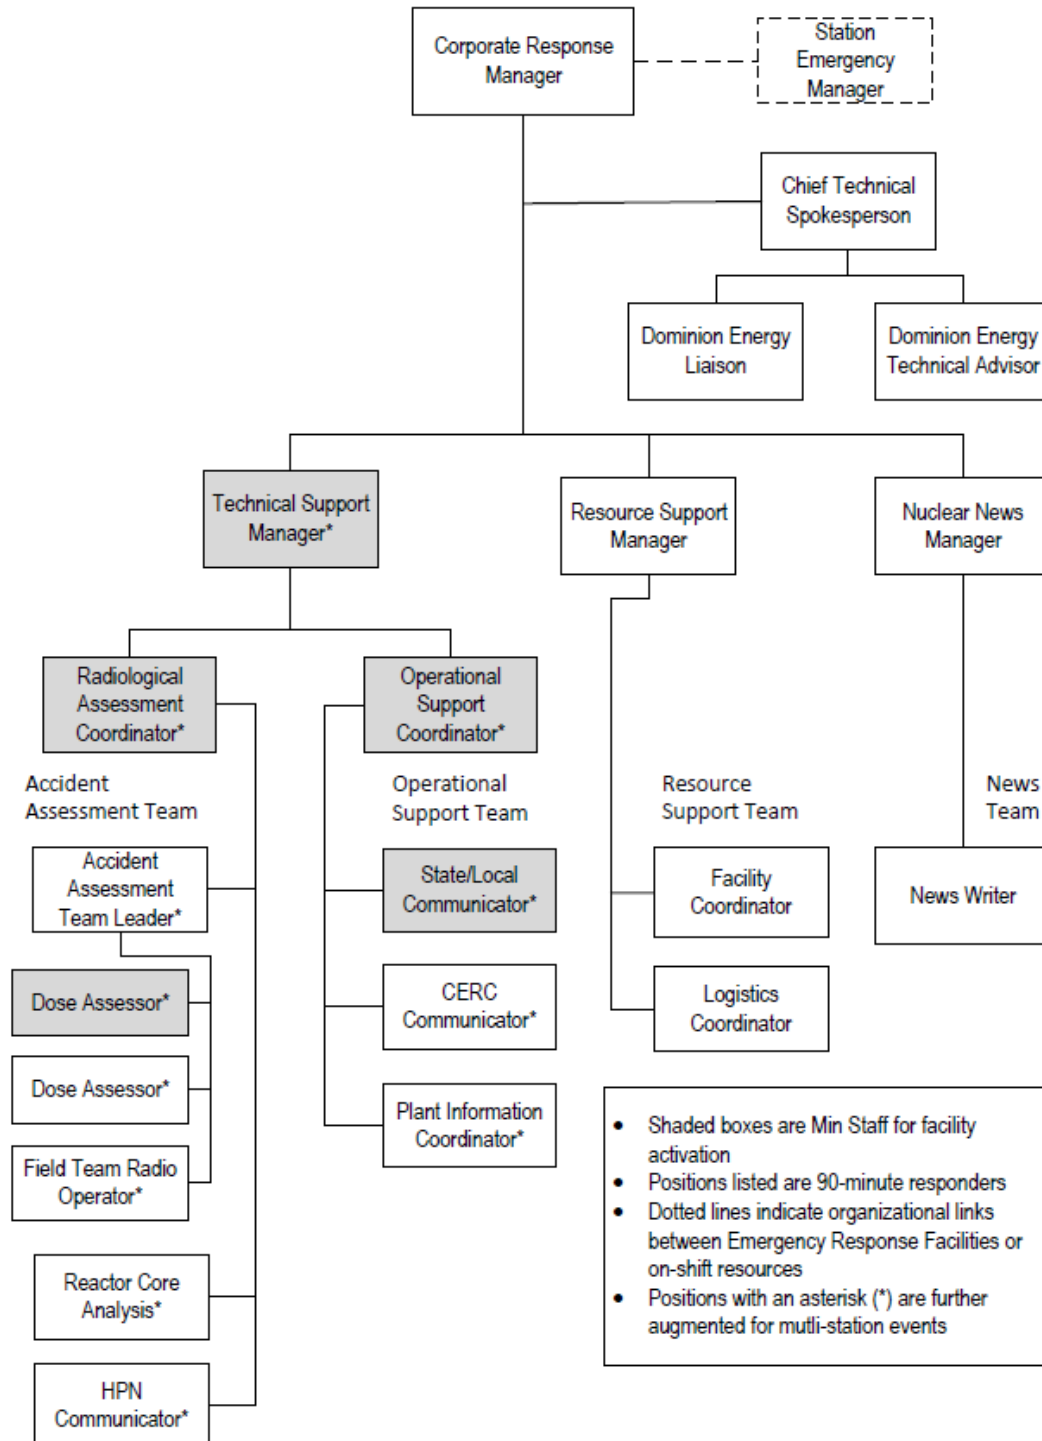 Corporate Response
Manager
Station
Emergency
Manager
Chief Technical
Spokesperson
Dominion Energy
Liaison
Dominion Energy
Technical Advisor
Technical Support
Manager*
Resource Support
Manager
Nuclear News
Manager
Radiological
Assessment
Coordinator*
Operational
Support
Coordinator*
Accident
Assessment Team
Operational
Support Team
Resource
Support Team
News
Team
Accident
Assessment
Team Leader*
State/Local
Communicator*
Facility
Coordinator
News Writer
Dose Assessor*
CERC
Communicator*
Logistics
Coordinator
Dose Assessor*
Plant Information
Coordinator*
Field Team Radio
Operator*
Reactor Core
Analysis*
HPN
Communicator*
• Shaded boxes are Min Staff for facility
activation
• Positions listed are 90-minute responders
• Dotted lines indicate organizational links
between Emergency Response Facilities or
on-shift resources
• Positions with an asterisk (*) are further
augmented for mutli-station events